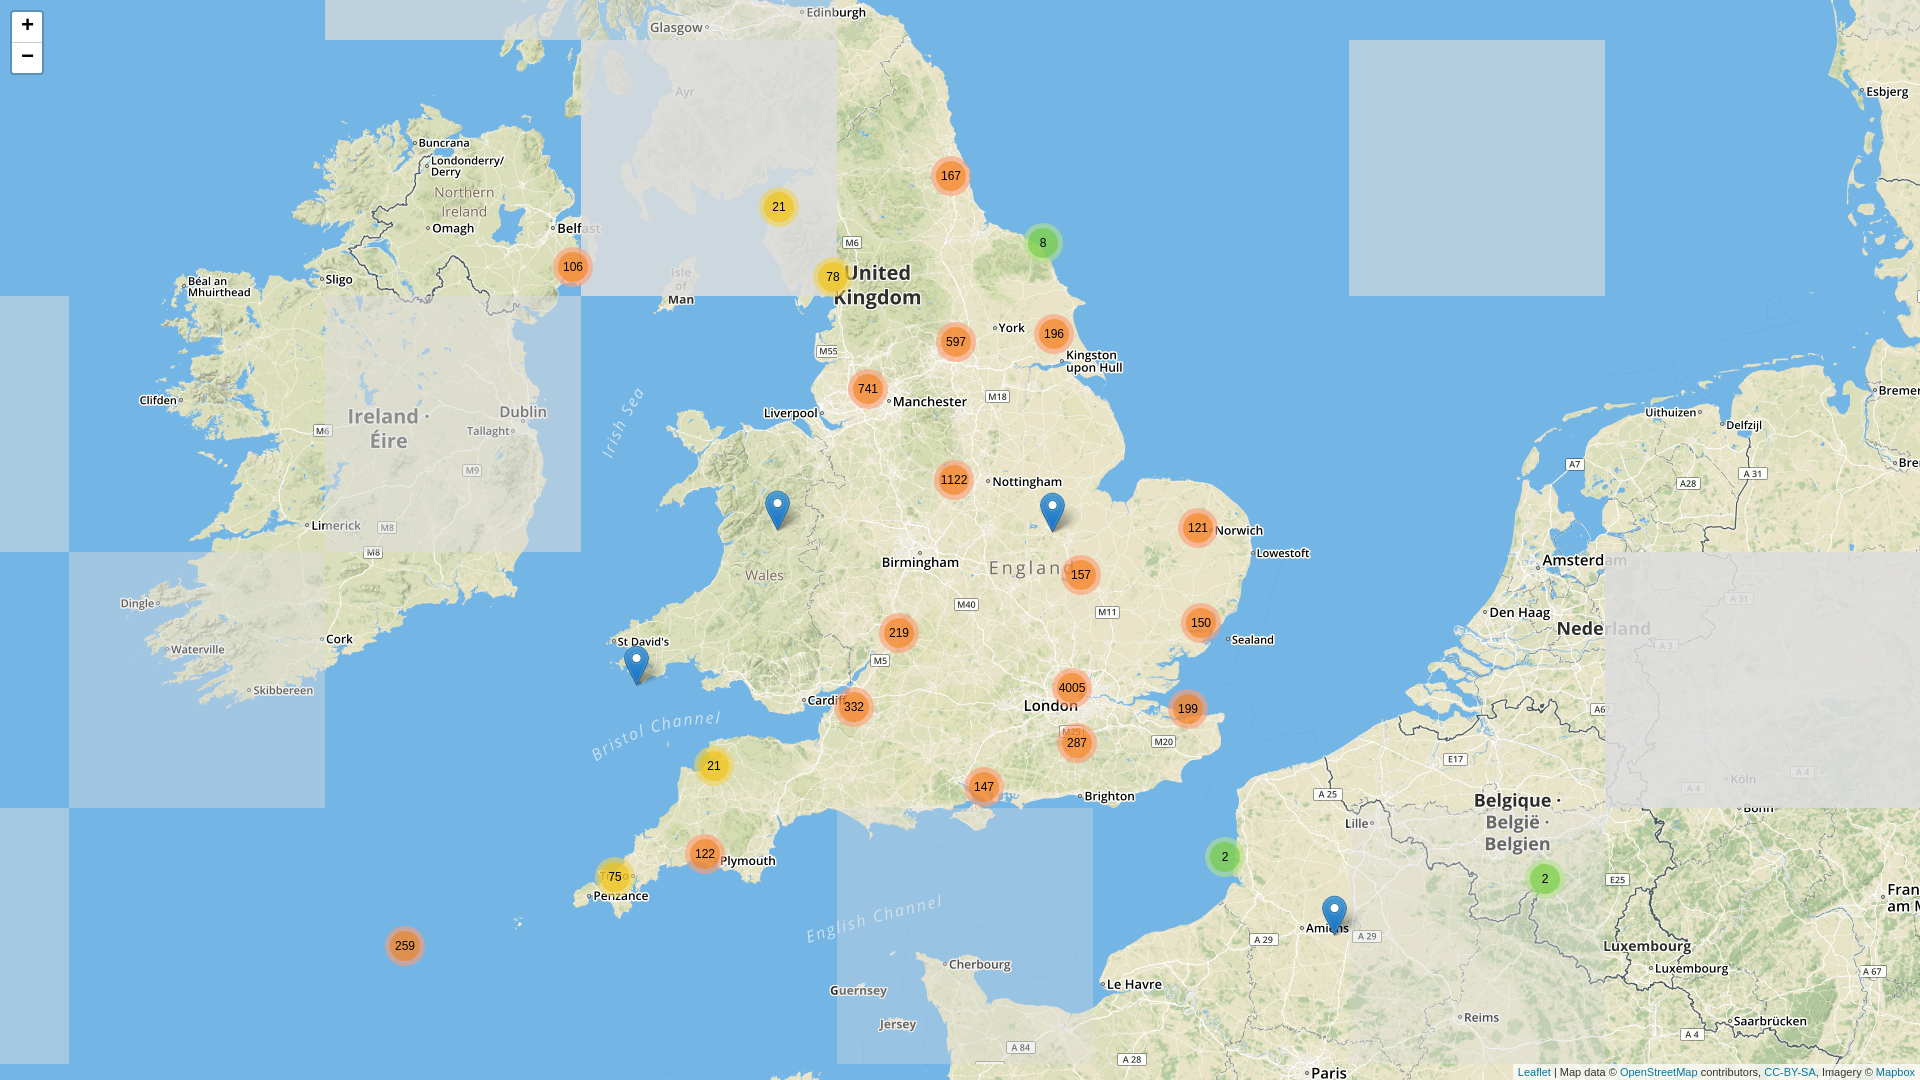 +
−
Edinburgh
Glasgow
Ayr
Esbjerg
Buncrana
Londonderry/
Derry
167
Northern
Ireland
21
Omagh
Belfast
M6
8
106
Isle
of
Man
78
United
Kingdom
Sligo
Béal an
Mhuirthead
York
196
597
M55
Kingston
upon Hull
741
Manchester
M18
Bremer
Clifden
Liverpool
Dublin
Uithuizen
Ireland ·
Éire
M6
Tallaght
Irish Sea
Delfzijl
A7
Bre
M9
A 31
A28
1122
Nottingham
Limerick
M8
121
Norwich
M8
Lowestoft
Birmingham
England
157
Wales
Amsterdam
A 31
Dingle
M40
M11
Den Haag
150
Nederland
219
Cork
St David's
Sealand
A 3
Waterville
M5
Skibbereen
4005
Cardiff
332
London
199
A6
Bristol Channel
M25
287
M20
E17
21
Köln
A 4
A 4
147
Brighton
A 25
Belgique ·
België ·
Belgien
Bonn
Lille
122
Plymouth
2
75
Penzance
2
E25
Fran
am M
English Channel
Amiens
A 29
A 29
259
Luxembourg
Luxembourg
Cherbourg
A 67
Le Havre
Guernsey
Reims
Jersey
Saarbrücken
A 4
A 84
A 28
Paris
Leaflet | Map data © OpenStreetMap contributors, CC-BY-SA, Imagery © Mapbox